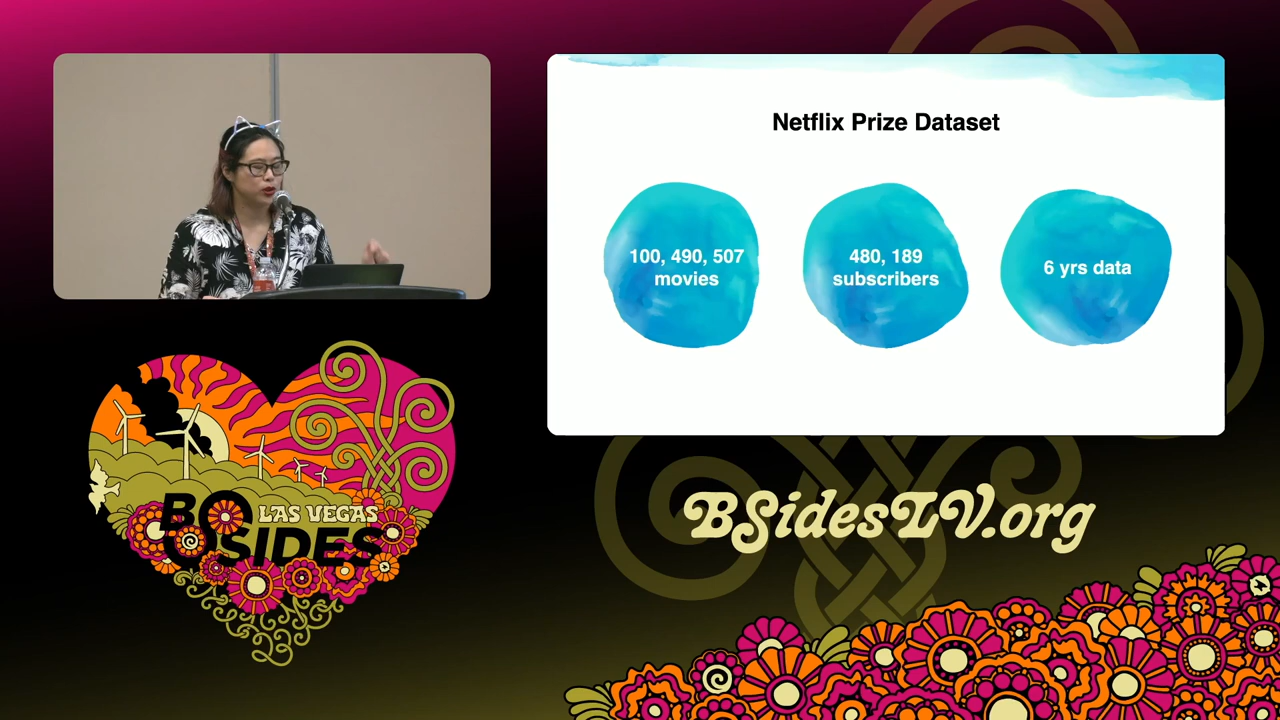 Netflix Prize Dataset
100, 490, 507
movies
480, 189
subscribers
6 yrs data
BSIDES
LAS VEGAS
BSidesLV.org